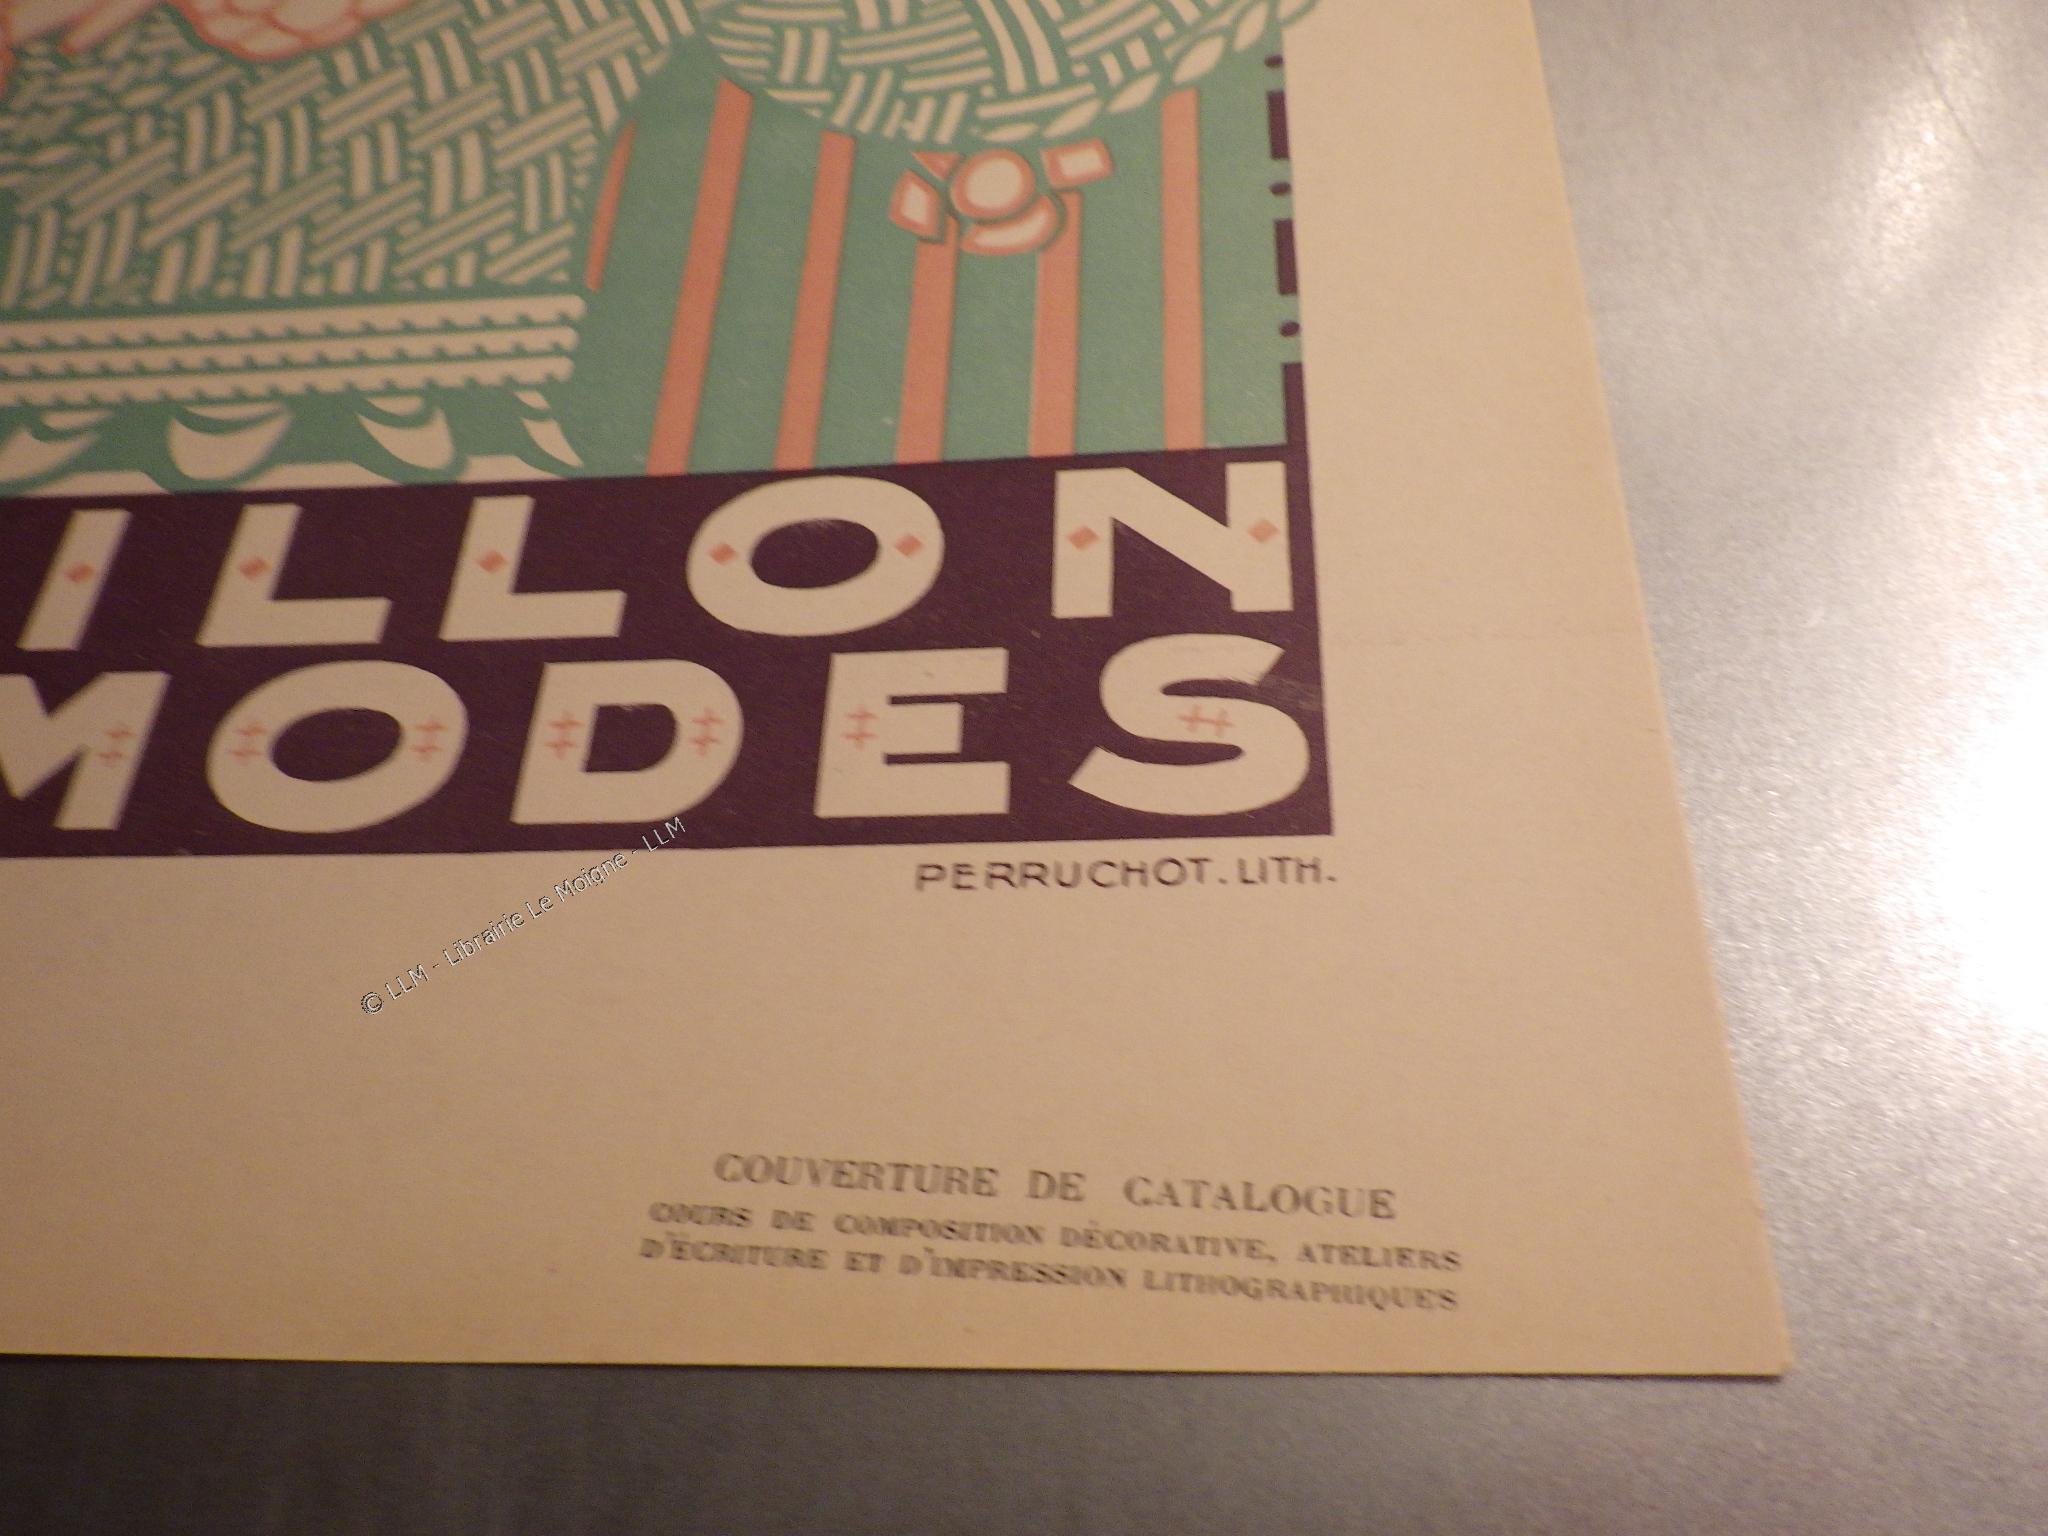 ILLON
MODES
PERRUCHOT. LITH.
© LLM - Librairie Le Moigne - LLM
COUVERTURE DE CATALOGUE
COURS DE COMPOSITION DÉCORATIVE, ATELIERS
D'ÉCRITURE ET D'IMPRESSION LITHOGRAPHIQUES